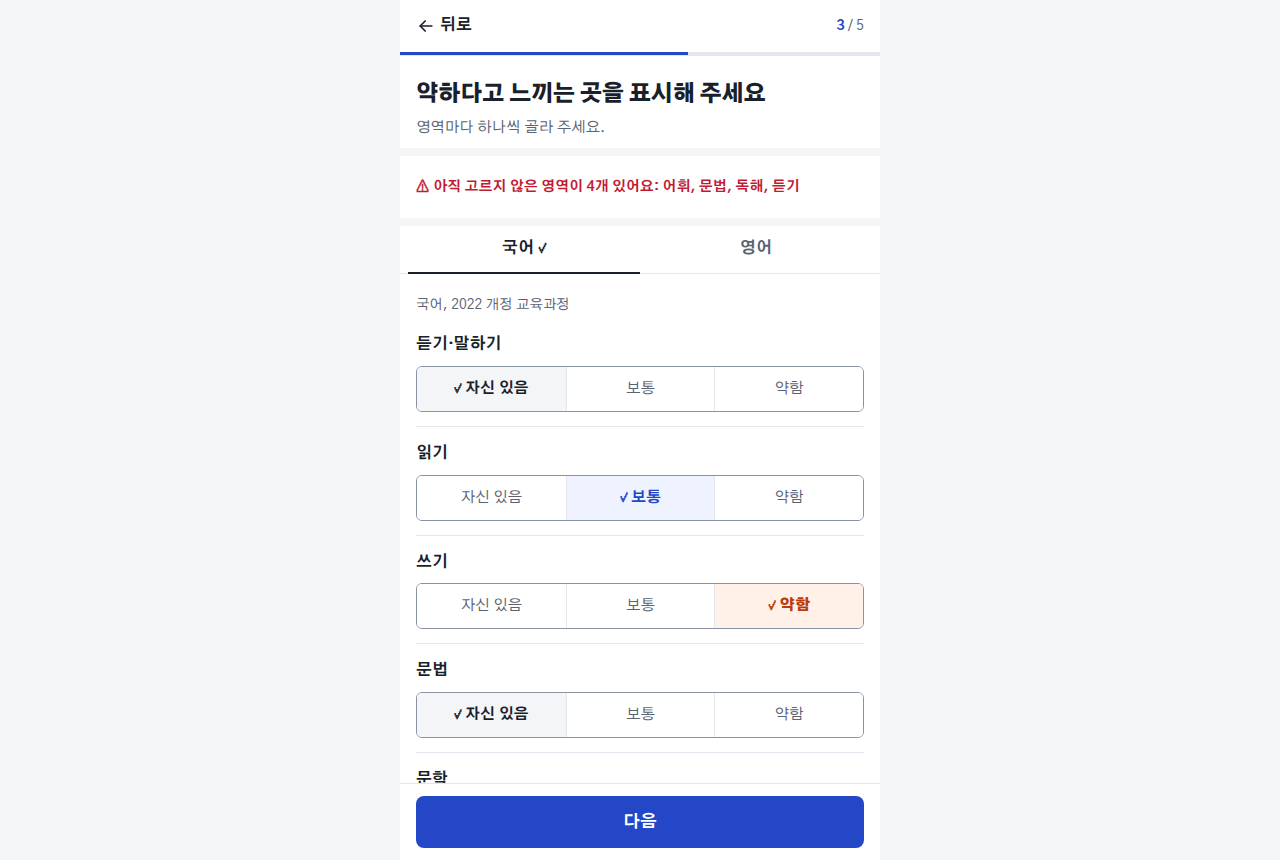 ← 뒤로
3 / 5
약하다고 느끼는 곳을 표시해 주세요
영역마다 하나씩 골라 주세요.
⚠ 아직 고르지 않은 영역이 4개 있어요: 어휘, 문법, 독해, 듣기
국어 ✓ 영어
국어, 2022 개정 교육과정
듣기·말하기
✓ 자신 있음 보통 약함
읽기
자신 있음 ✓ 보통 약함
쓰기
자신 있음 보통 ✓ 약함
문법
✓ 자신 있음 보통 약함
문학
다음